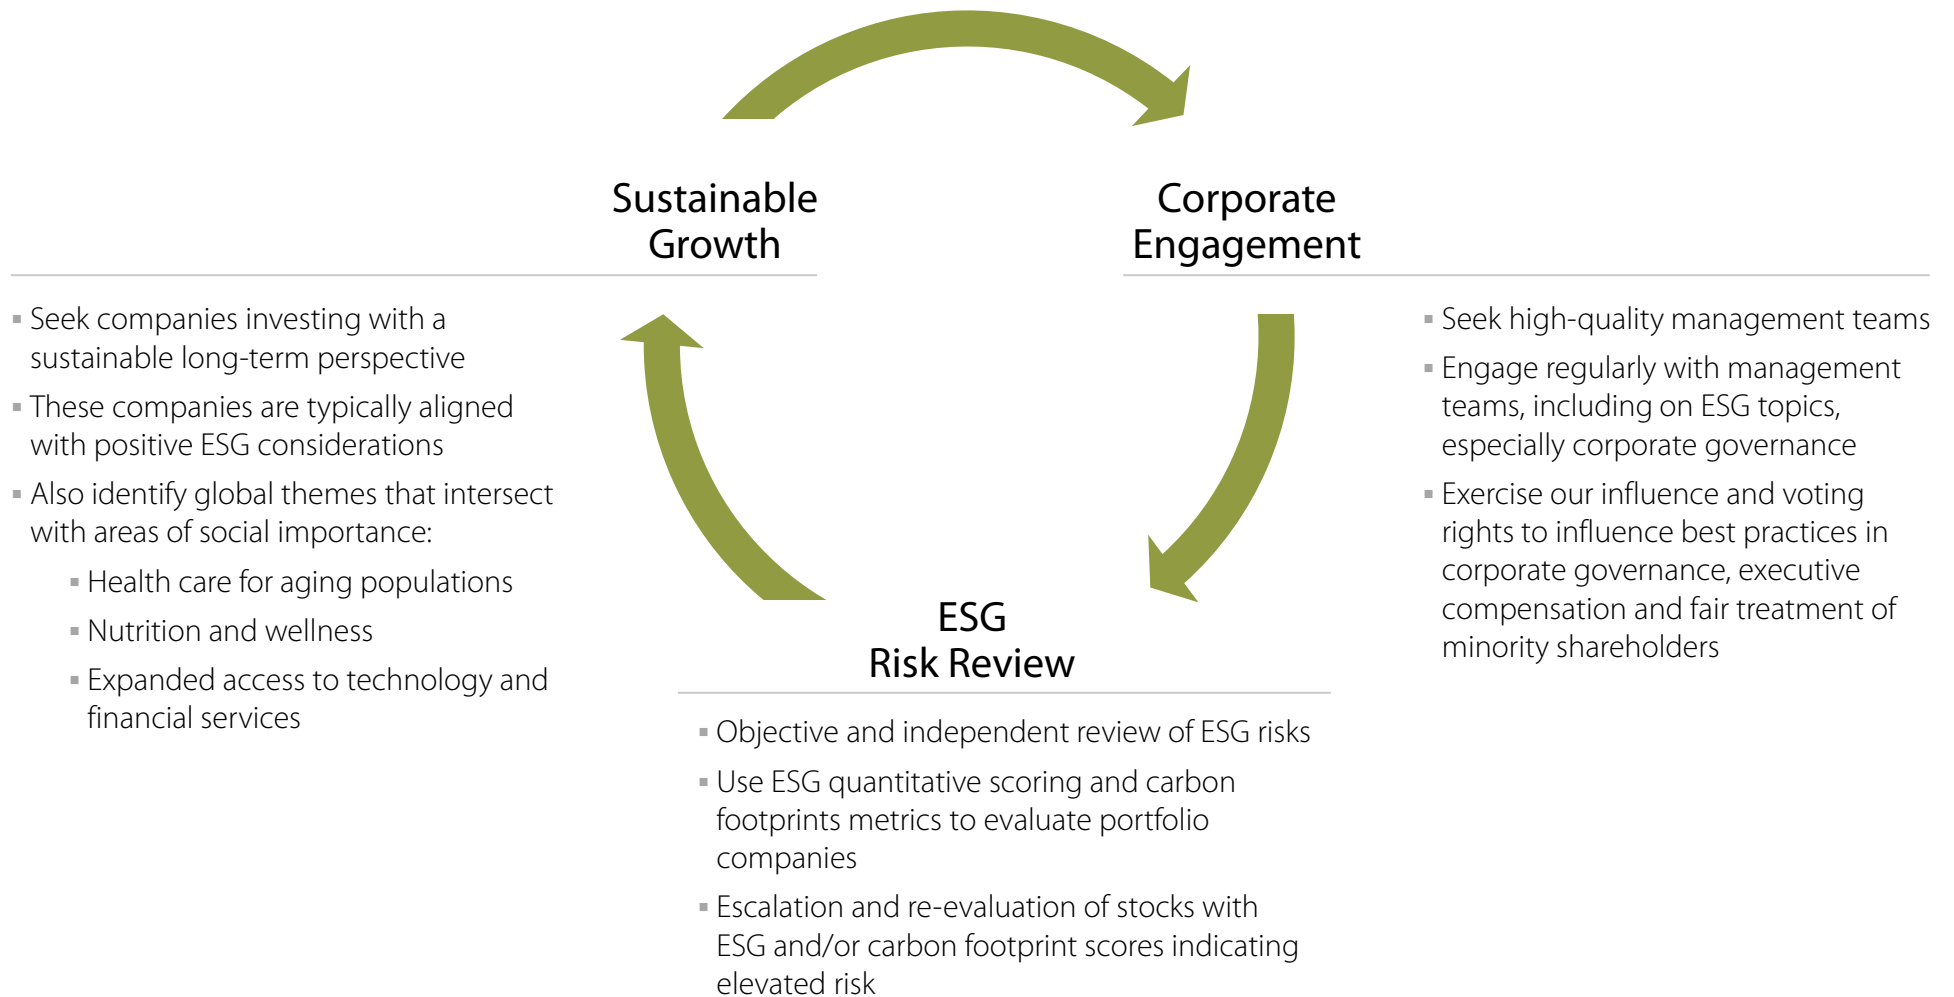 Sustainable
Growth
▪ Seek companies investing with a
sustainable long-term perspective
▪ These companies are typically aligned
with positive ESG considerations
▪ Also identify global themes that intersect
with areas of social importance:
▪ Health care for aging populations
▪ Nutrition and wellness
▪ Expanded access to technology and
financial services
Corporate
Engagement
▪ Seek high-quality management teams
▪ Engage regularly with management
teams, including on ESG topics,
especially corporate governance
▪ Exercise our influence and voting
rights to influence best practices in
corporate governance, executive
compensation and fair treatment of
minority shareholders
ESG
Risk Review
▪ Objective and independent review of ESG risks
▪ Use ESG quantitative scoring and carbon
footprints metrics to evaluate portfolio
companies
▪ Escalation and re-evaluation of stocks with
ESG and/or carbon footprint scores indicating
elevated risk